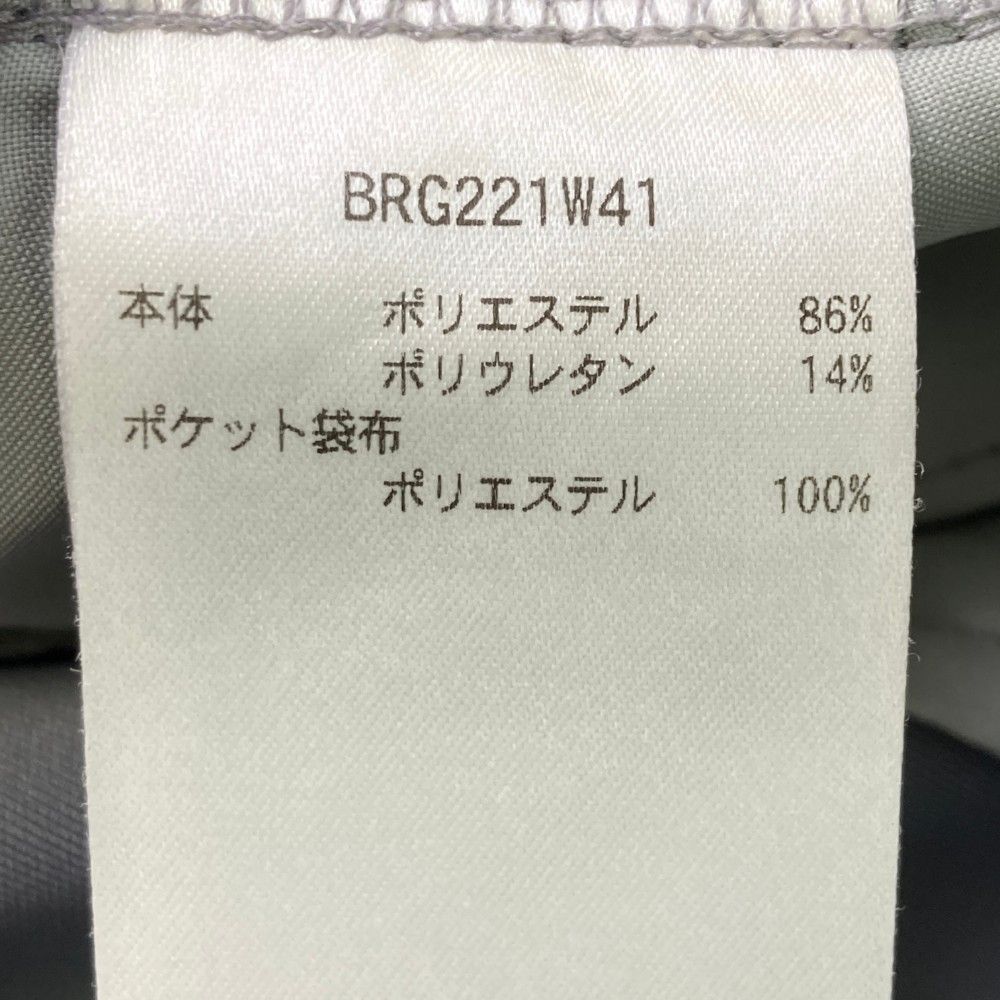 BRG221W41
本体 ポリエステル 86%
ポリウレタン 14%
ポケット袋布
ポリエステル 100%